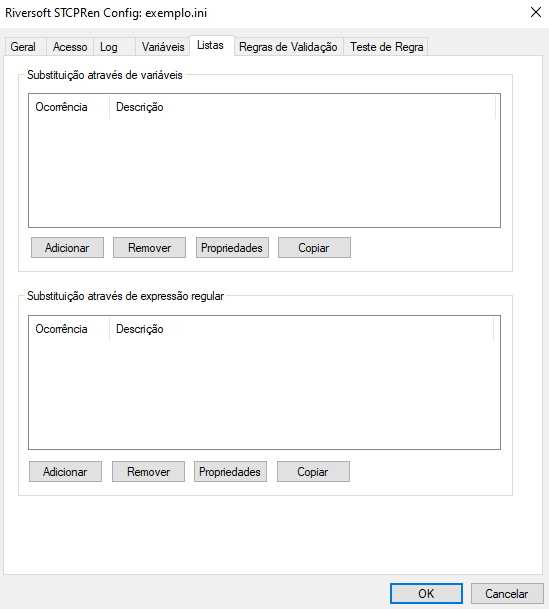 Riversoft STCPRen Config: exemplo.ini
Geral Acesso Log Variáveis Listas Regras de Validação Teste de Regra
Substituição através de variáveis
Ocorrência Descrição
Adicionar Remover Propriedades Copiar
Substituição através de expressão regular
Ocorrência Descrição
Adicionar Remover Propriedades Copiar
OK Cancelar